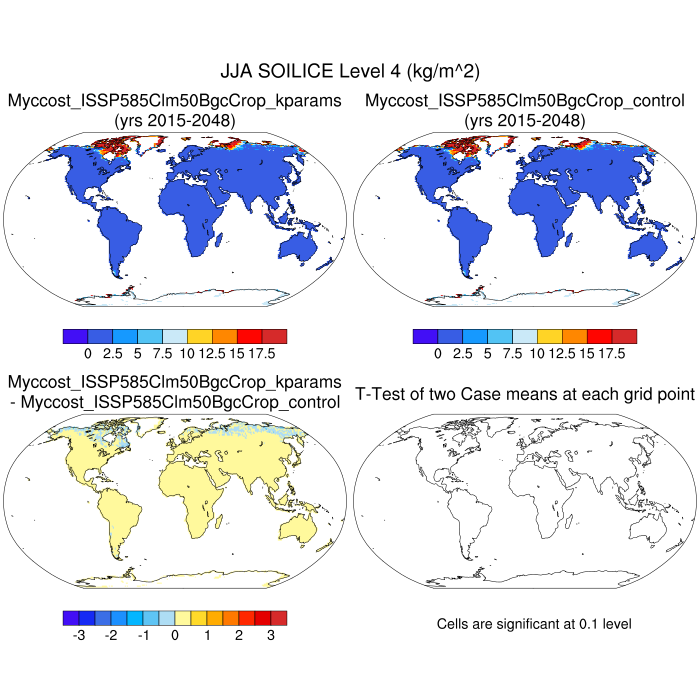 JJA SOILICE Level 4 (kg/m^2)
Myccost_ISSP585Clm50BgcCrop_kparams
(yrs 2015-2048)
Myccost_ISSP585Clm50BgcCrop_control
(yrs 2015-2048)
0 2.5 5 7.5 10 12.5 15 17.5
0 2.5 5 7.5 10 12.5 15 17.5
Myccost_ISSP585Clm50BgcCrop_kparams
- Myccost_ISSP585Clm50BgcCrop_control
T-Test of two Case means at each grid point
-3 -2 -1 0 1 2 3
Cells are significant at 0.1 level